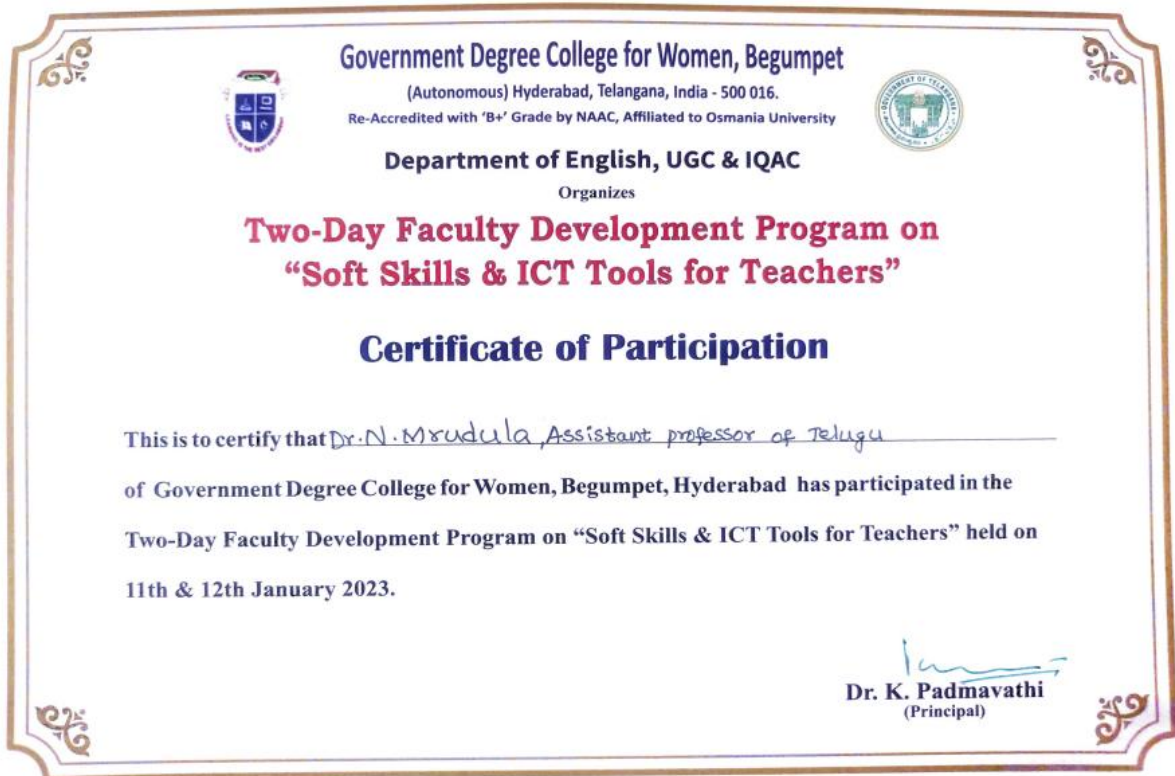 Government Degree College for Women, Begumpet
(Autonomous) Hyderabad, Telangana, India - 500 016.
Re-Accredited with 'B+' Grade by NAAC, Affiliated to Osmania University
Department of English, UGC & IQAC
Organizes
Two-Day Faculty Development Program on
“Soft Skills & ICT Tools for Teachers”
Certificate of Participation
This is to certify that Dr. N. Mrudula, Assistant professor of Telugu
of Government Degree College for Women, Begumpet, Hyderabad has participated in the
Two-Day Faculty Development Program on “Soft Skills & ICT Tools for Teachers” held on
11th & 12th January 2023.
Dr. K. Padmavathi
(Principal)
GOVERNMENT OF TELANGANA